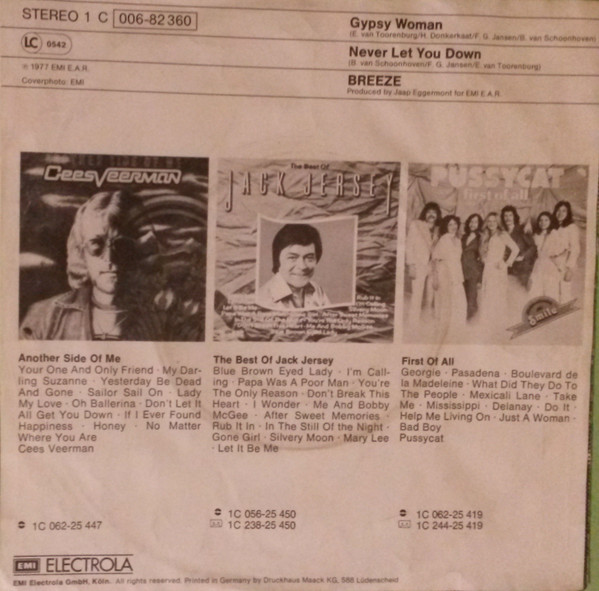 STEREO 1 C 006-82 360
LC 0542
℗ 1977 EMI E.A.R.
Coverphoto: EMI
Gypsy Woman
(E. van Toorenburg/H. Donkerkaat/F. G. Jansen/B. van Schoonhoven)
Never Let You Down
(B. van Schoonhoven/F. G. Jansen/E. van Toorenborg)
BREEZE
Produced by Jaap Eggermont for EMI E.A.R.
Cees Veerman
The Best Of
JACK JERSEY
PUSSYCAT
first of all
Smile
Another Side Of Me
Your One And Only Friend · My Dar-
ling Suzanne · Yesterday Be Dead
And Gone · Sailor Sail On · Lady
My Love · Oh Ballerina · Don't Let It
All Get You Down · If I Ever Found
Happiness · Honey · No Matter
Where You Are
Cees Veerman
1C 062-25 447
The Best Of Jack Jersey
Blue Brown Eyed Lady · I'm Call-
ing · Papa Was A Poor Man · You're
The Only Reason · Don't Break This
Heart · I Wonder · Me And Bobby
McGee · After Sweet Memories ·
Rub It In · In The Still Of the Night ·
Gone Girl · Silvery Moon · Mary Lee
· Let It Be Me
1C 056-25 450
1C 238-25 450
First Of All
Georgie · Pasadena · Boulevard de
la Madeleine · What Did They Do To
The People · Mexicali Lane · Take
Me · Mississippi · Delanay · Do It ·
Help Me Living On · Just A Woman ·
Bad Boy
Pussycat
1C 062-25 419
1C 244-25 419
EMI ELECTROLA
EMI Electrola GmbH, Köln. All rights reserved. Printed in Germany by Druckhaus Maack KG, 588 Lüdenscheid